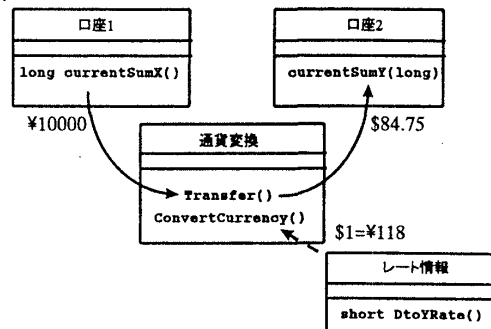 口座1
口座2
long currentSumX()
currentSumY(long)
¥10000
$84.75
通貨変換
Transfer()
ConvertCurrency()
$1=¥118
レート情報
short DtoYRate()